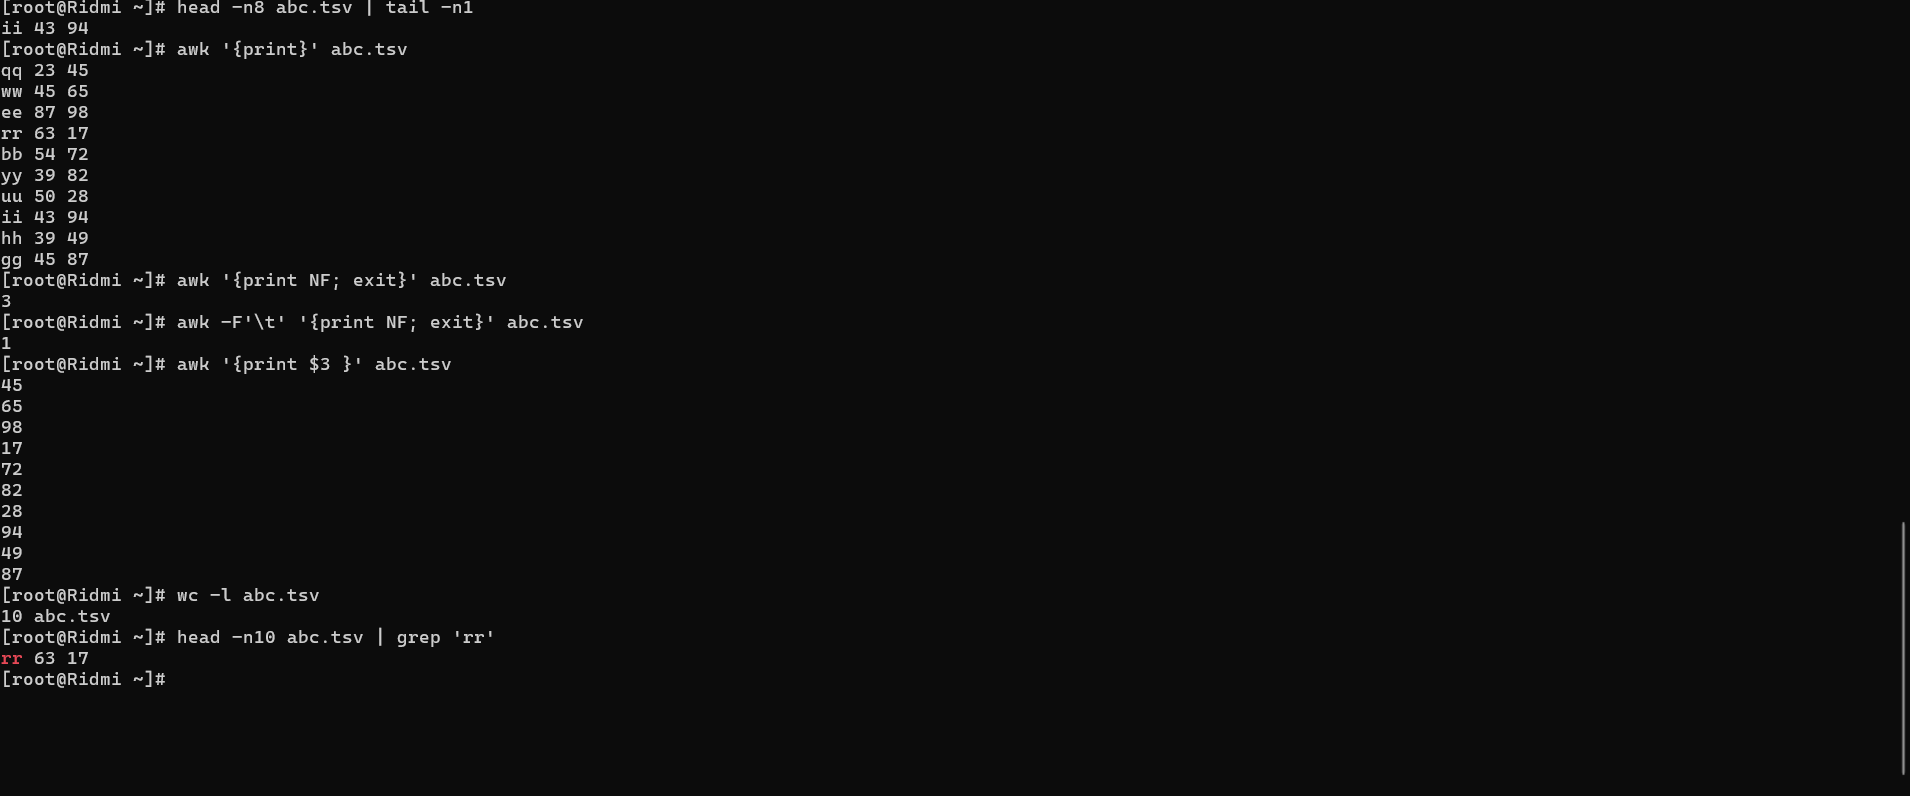 [root@Ridmi ~]# head -n8 abc.tsv | tail -n1
ii 43 94
[root@Ridmi ~]# awk '{print}' abc.tsv
qq 23 45
ww 45 65
ee 87 98
rr 63 17
bb 54 72
yy 39 82
uu 50 28
ii 43 94
hh 39 49
gg 45 87
[root@Ridmi ~]# awk '{print NF; exit}' abc.tsv
3
[root@Ridmi ~]# awk -F'\t' '{print NF; exit}' abc.tsv
1
[root@Ridmi ~]# awk '{print $3 }' abc.tsv
45
65
98
17
72
82
28
94
49
87
[root@Ridmi ~]# wc -l abc.tsv
10 abc.tsv
[root@Ridmi ~]# head -n10 abc.tsv | grep 'rr'
rr 63 17
[root@Ridmi ~]#